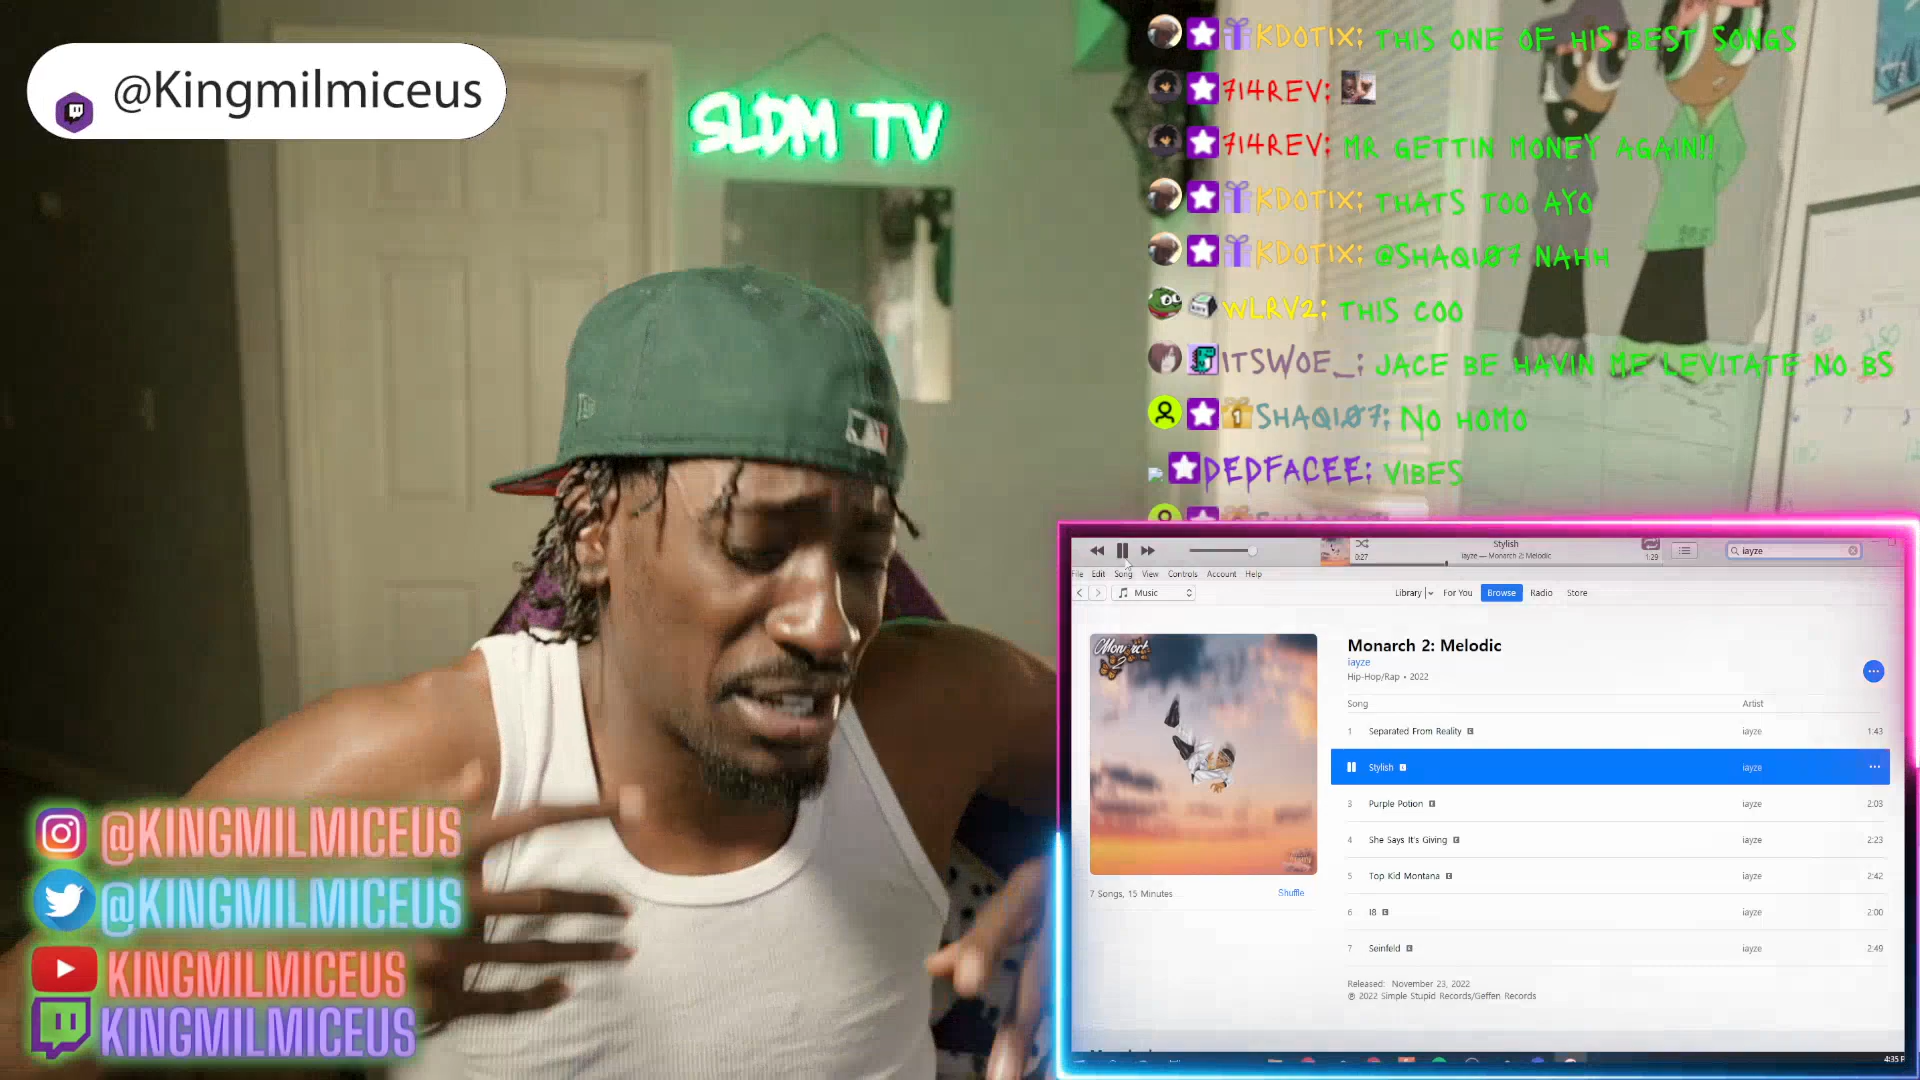 @Kingmilmiceus
SLDM TV
KDOTIX: THIS ONE OF HIS BEST SONGS
714REV:
714REV: MR GETTIN MONEY AGAIN!!
KDOTIX: THATS TOO AYO
KDOTIX: @SHAQ107 NAHH
WLRV2: THIS COO
ITSWOE_: JACE BE HAVIN ME LEVITATE NO BS
SHAQ107: NO HOMO
DEDFACEE: VIBES
@KINGMILMICEUS
@KINGMILMICEUS
KINGMILMICEUS
KINGMILMICEUS
Stylish
iayze — Monarch 2: Melodic
0:27
1:29
iayze
File Edit Song View Controls Account Help
Music
Library For You Browse Radio Store
Monarch 2
Monarch 2: Melodic
iayze
Hip-Hop/Rap • 2022
Song Artist
1 Separated From Reality E iayze 1:43
Stylish E iayze
3 Purple Potion E iayze 2:03
4 She Says It's Giving E iayze 2:23
5 Top Kid Montana E iayze 2:42
6 I8 E iayze 2:00
7 Seinfeld E iayze 2:49
7 Songs, 15 Minutes
Shuffle
Released: November 23, 2022
℗ 2022 Simple Stupid Records/Geffen Records
4:35 P